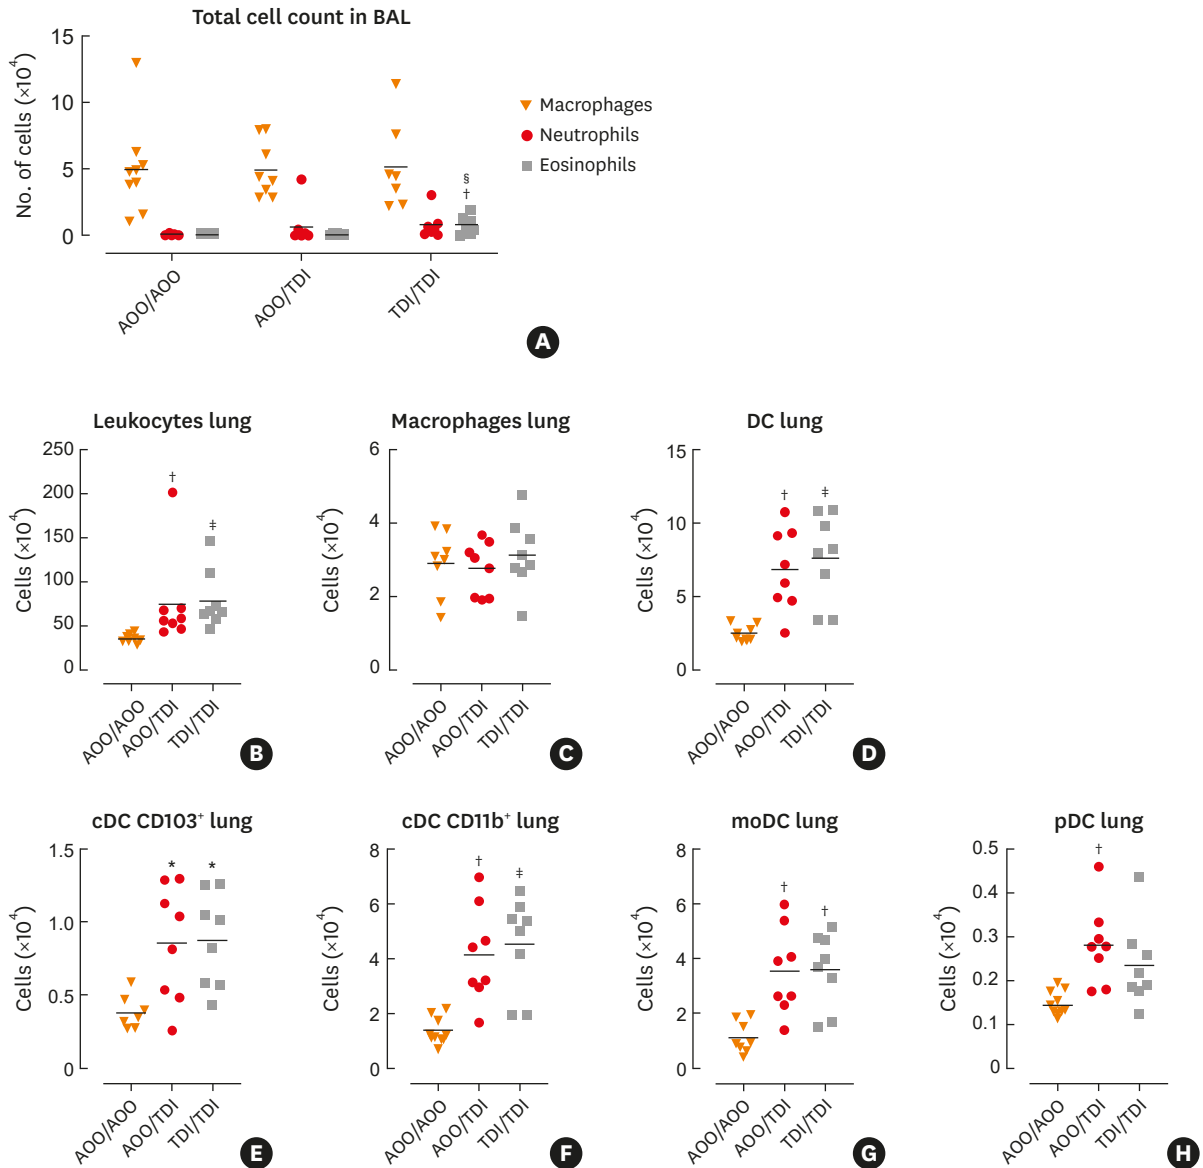 Total cell count in BAL
No. of cells (×10⁴)
15
10
5
0
Macrophages
Neutrophils
Eosinophils
§
†
AOO/AOO
AOO/TDI
TDI/TDI
A
Leukocytes lung
Cells (×10⁴)
250
200
150
100
50
0
†
‡
AOO/AOO
AOO/TDI
TDI/TDI
B
Macrophages lung
Cells (×10⁴)
6
4
2
0
AOO/AOO
AOO/TDI
TDI/TDI
C
DC lung
Cells (×10⁴)
15
10
5
0
†
‡
AOO/AOO
AOO/TDI
TDI/TDI
D
cDC CD103⁺ lung
Cells (×10⁴)
1.5
1.0
0.5
0
*
*
AOO/AOO
AOO/TDI
TDI/TDI
E
cDC CD11b⁺ lung
Cells (×10⁴)
8
6
4
2
0
†
‡
AOO/AOO
AOO/TDI
TDI/TDI
F
moDC lung
Cells (×10⁴)
8
6
4
2
0
†
†
AOO/AOO
AOO/TDI
TDI/TDI
G
pDC lung
Cells (×10⁴)
0.5
0.4
0.3
0.2
0.1
0
†
AOO/AOO
AOO/TDI
TDI/TDI
H